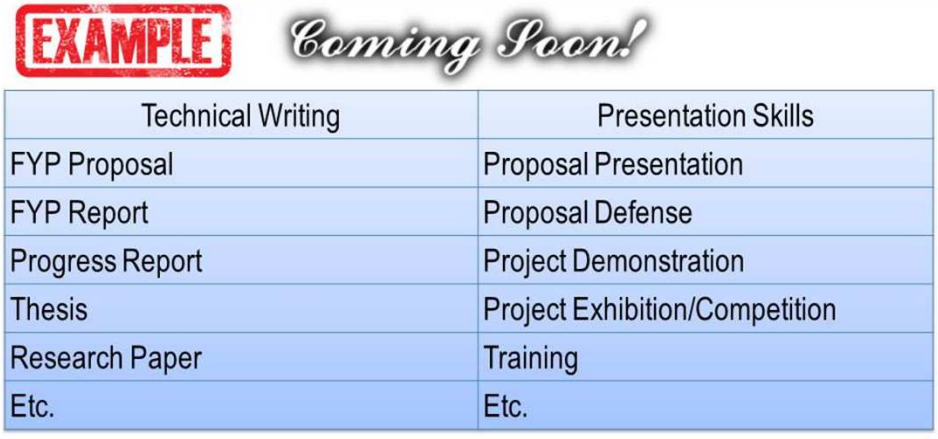 EXAMPLE Coming Soon!
Technical Writing Presentation Skills
FYP Proposal Proposal Presentation
FYP Report Proposal Defense
Progress Report Project Demonstration
Thesis Project Exhibition/Competition
Research Paper Training
Etc. Etc.